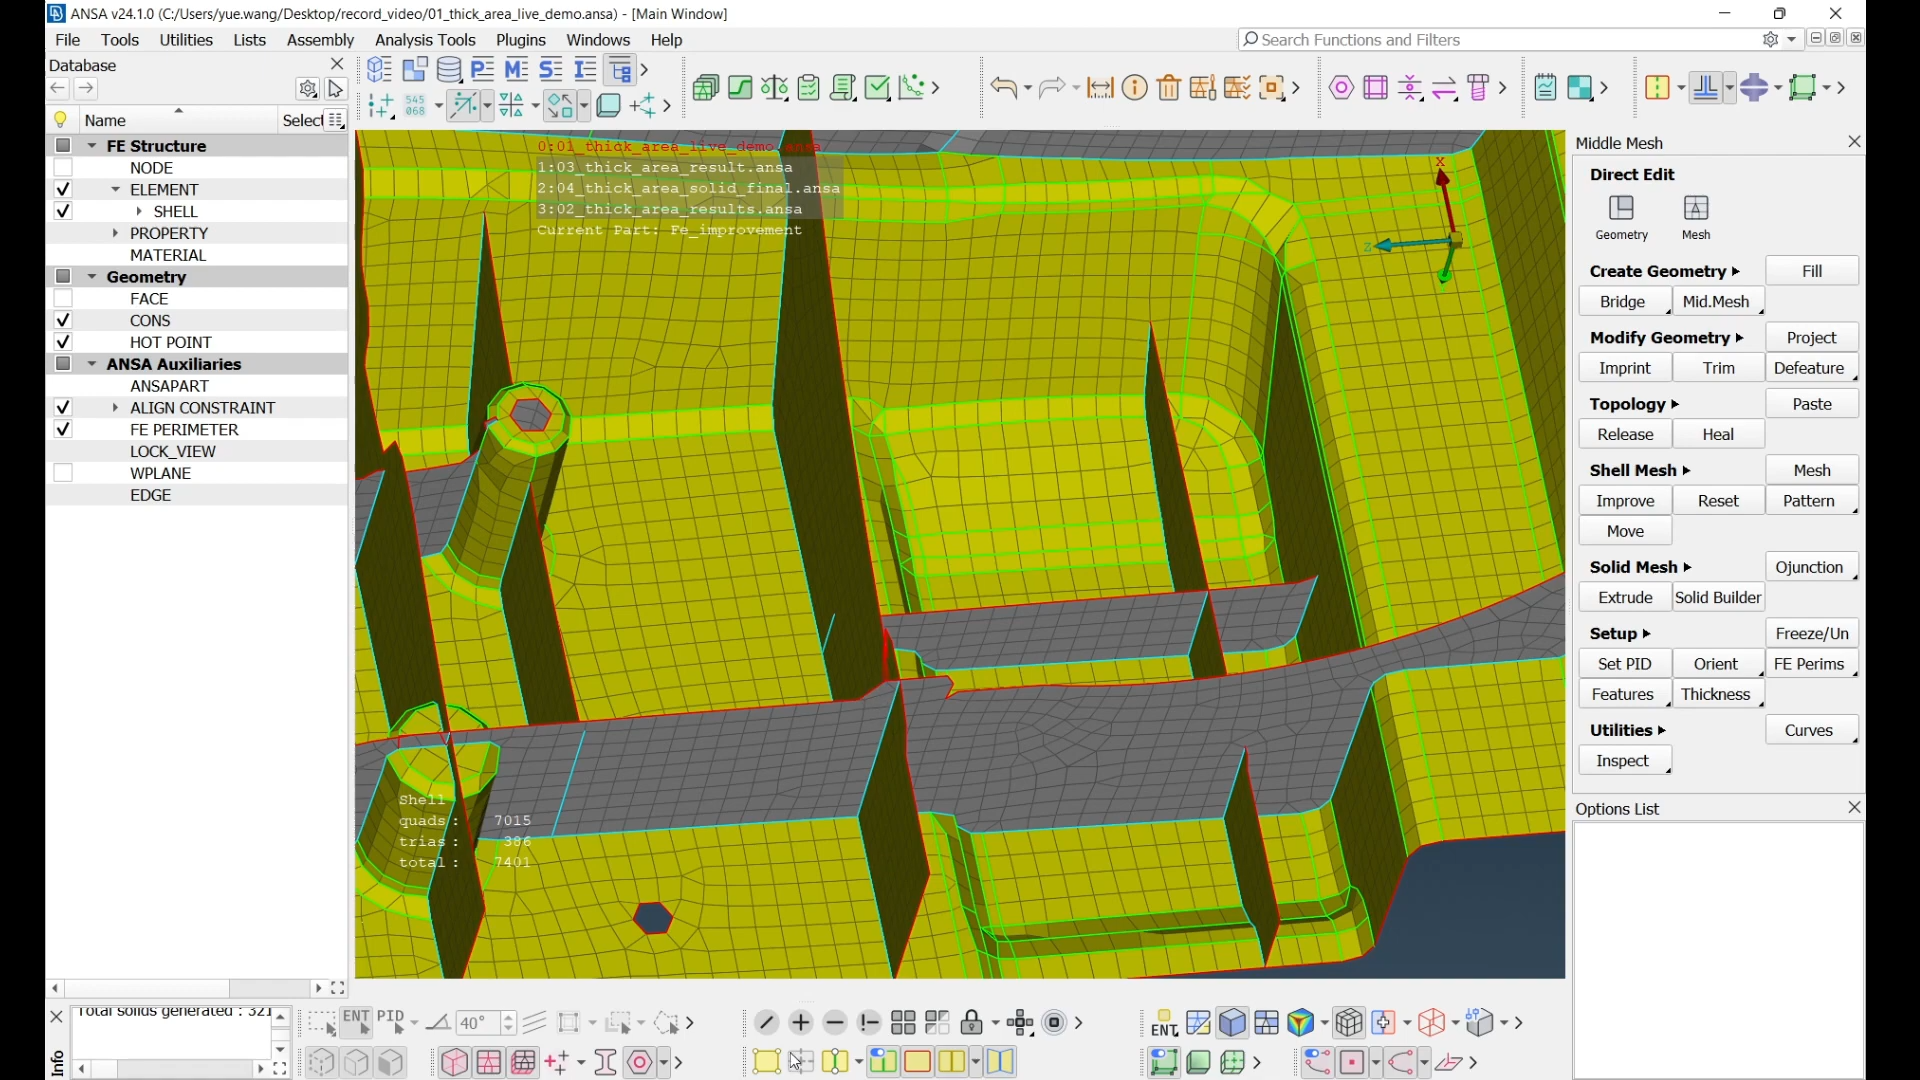 ANSA v24.1.0 (C:/Users/yue.wang/Desktop/record_video/01_thick_area_live_demo.ansa) - [Main Window]
File Tools Utilities Lists Assembly Analysis Tools Plugins Windows Help
Search Functions and Filters
Database
Name Select
FE Structure
NODE
ELEMENT
SHELL
PROPERTY
MATERIAL
Geometry
FACE
CONS
HOT POINT
ANSA Auxiliaries
ANSAPART
ALIGN CONSTRAINT
FE PERIMETER
LOCK_VIEW
WPLANE
EDGE
0:01_thick_area_live_demo.ansa
1:03_thick_area_result.ansa
2:04_thick_area_solid_final.ansa
3:02_thick_area_results.ansa
Current Part: Fe_improvement
X
Z
Shell
quads : 7015
trias : 386
total : 7401
Middle Mesh
Direct Edit
Geometry Mesh
Create Geometry Fill
Bridge Mid.Mesh
Modify Geometry Project
Imprint Trim Defeature
Topology Paste
Release Heal
Shell Mesh Mesh
Improve Reset Pattern
Move
Solid Mesh Ojunction
Extrude Solid Builder
Setup Freeze/Un
Set PID Orient FE Perims
Features Thickness
Utilities Curves
Inspect
Options List
Total solids generated : 321
Info
ENT PID 40°
ENT